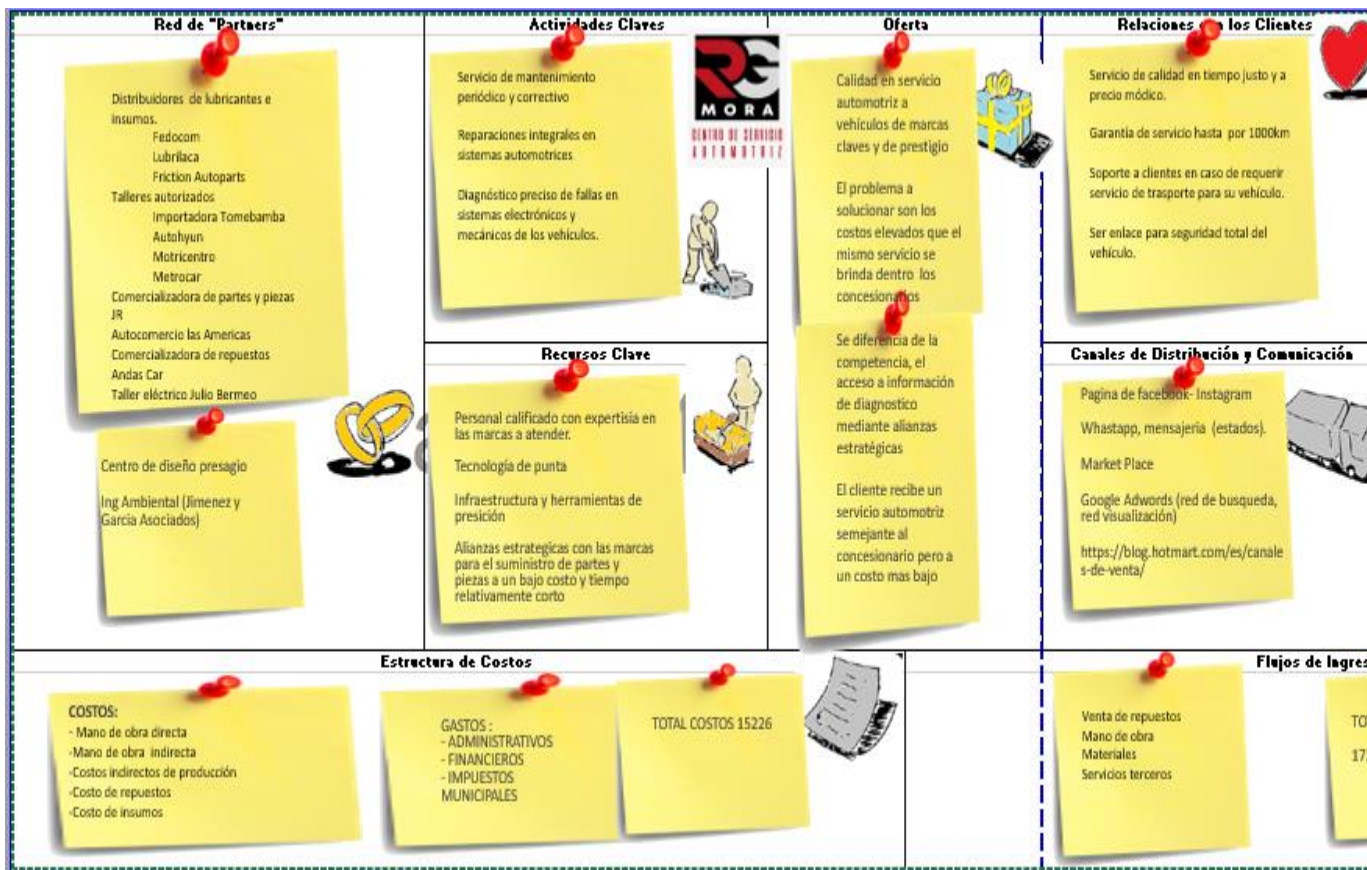 Red de "Partners"
Distribuidores de lubricantes e
insumos.
Fedocom
Lubrilaca
Friction Autoparts
Talleres autorizados
Importadora Tomebamba
Autohyun
Motricentro
Metrocar
Comercializadora de partes y piezas
JR
Autocomercio las Americas
Comercializadora de repuestos
Andas Car
Taller eléctrico Julio Bermeo
Centro de diseño presagio
Ing Ambiental (Jimenez y
Garcia Asociados)
Actividades Claves
Servicio de mantenimiento
periódico y correctivo
Reparaciones integrales en
sistemas automotrices
Diagnóstico preciso de fallas en
sistemas electrónicos y
mecánicos de los vehículos.
RG
MORA
CENTRO DE SERVICIO
AUTOMOTRIZ
Recursos Clave
Personal calificado con expertisia en
las marcas a atender.
Tecnología de punta
Infraestructura y herramientas de
presición
Alianzas estrategicas con las marcas
para el suministro de partes y
piezas a un bajo costo y tiempo
relativamente corto
Oferta
Calidad en servicio
automotriz a
vehículos de marcas
claves y de prestigio
El problema a
solucionar son los
costos elevados que el
mismo servicio se
brinda dentro los
concesionarios
Se diferencia de la
competencia, el
acceso a información
de diagnostico
mediante alianzas
estratégicas
El cliente recibe un
servicio automotriz
semejante al
concesionario pero a
un costo mas bajo
Relaciones con los Clientes
Servicio de calidad en tiempo justo y a
precio módico.
Garantia de servicio hasta por 1000km
Soporte a clientes en caso de requerir
servicio de trasporte para su vehículo.
Ser enlace para seguridad total del
vehículo.
Canales de Distribución y Comunicación
Pagina de facebook- Instagram
Whastapp, mensajeria (estados).
Market Place
Google Adwords (red de busqueda,
red visualización)
https://blog.hotmart.com/es/canale
s-de-venta/
Estructura de Costos
COSTOS:
- Mano de obra directa
-Mano de obra indirecta
-Costos indirectos de producción
-Costo de repuestos
-Costo de insumos
GASTOS :
- ADMINISTRATIVOS
- FINANCIEROS
- IMPUESTOS
MUNICIPALES
TOTAL COSTOS 15226
Flujos de Ingres
Venta de repuestos
Mano de obra
Materiales
Servicios terceros
TO
17